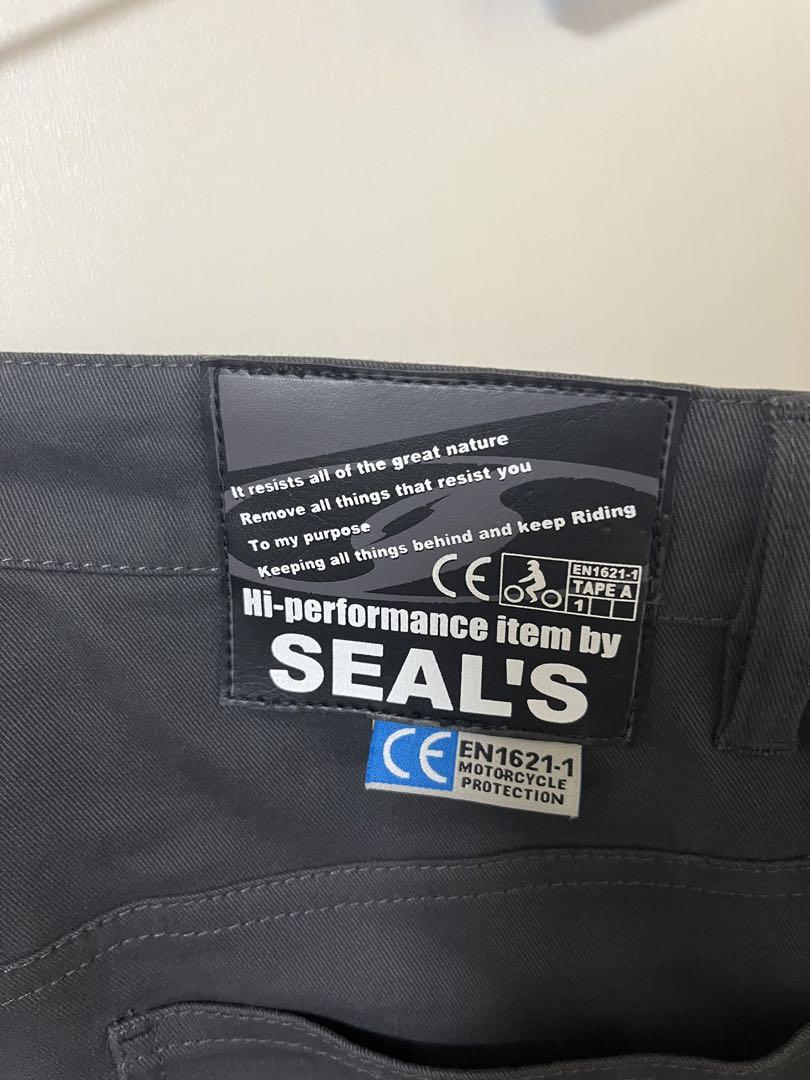 It resists all of the great nature
Remove all things that resist you
To my purpose
Keeping all things behind and keep Riding
CE
EN1621-1
TAPE A
1
Hi-performance item by
SEAL'S
CE
EN1621-1
MOTORCYCLE
PROTECTION